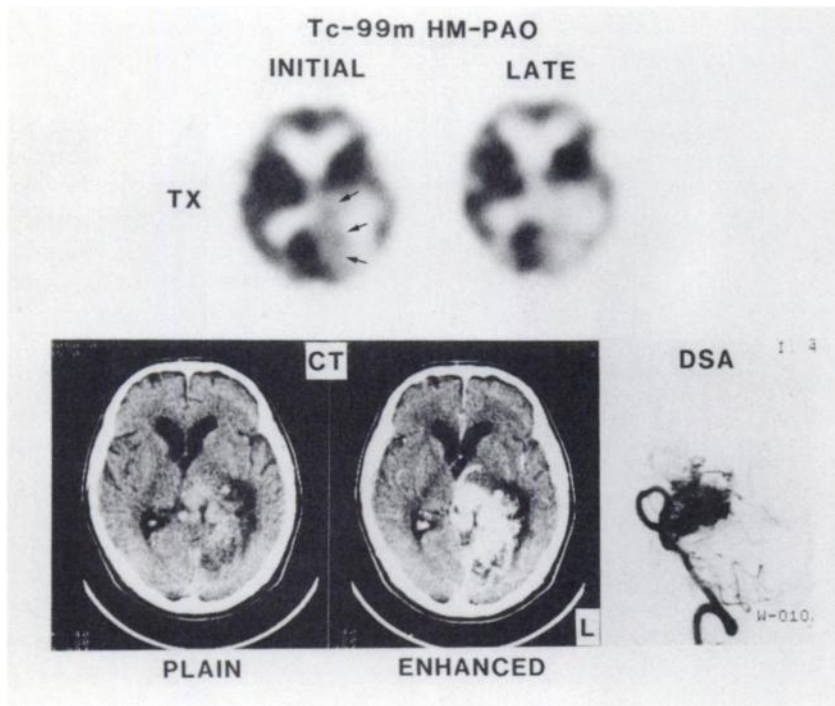 Tc-99m HM-PAO
INITIAL LATE
TX
CT
DSA
L
W-010
PLAIN ENHANCED